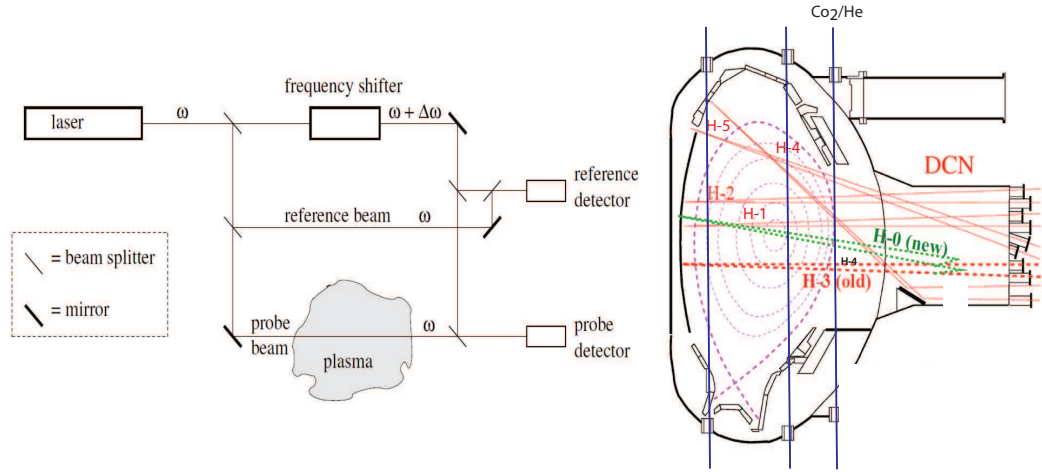 Co2/He
frequency shifter
laser
ω
ω + Δω
reference
detector
reference beam
ω
= beam splitter
= mirror
probe
beam
plasma
ω
probe
detector
H-5
H-4
DCN
H-2
H-1
H-0 (new)
H-4
H-3 (old)